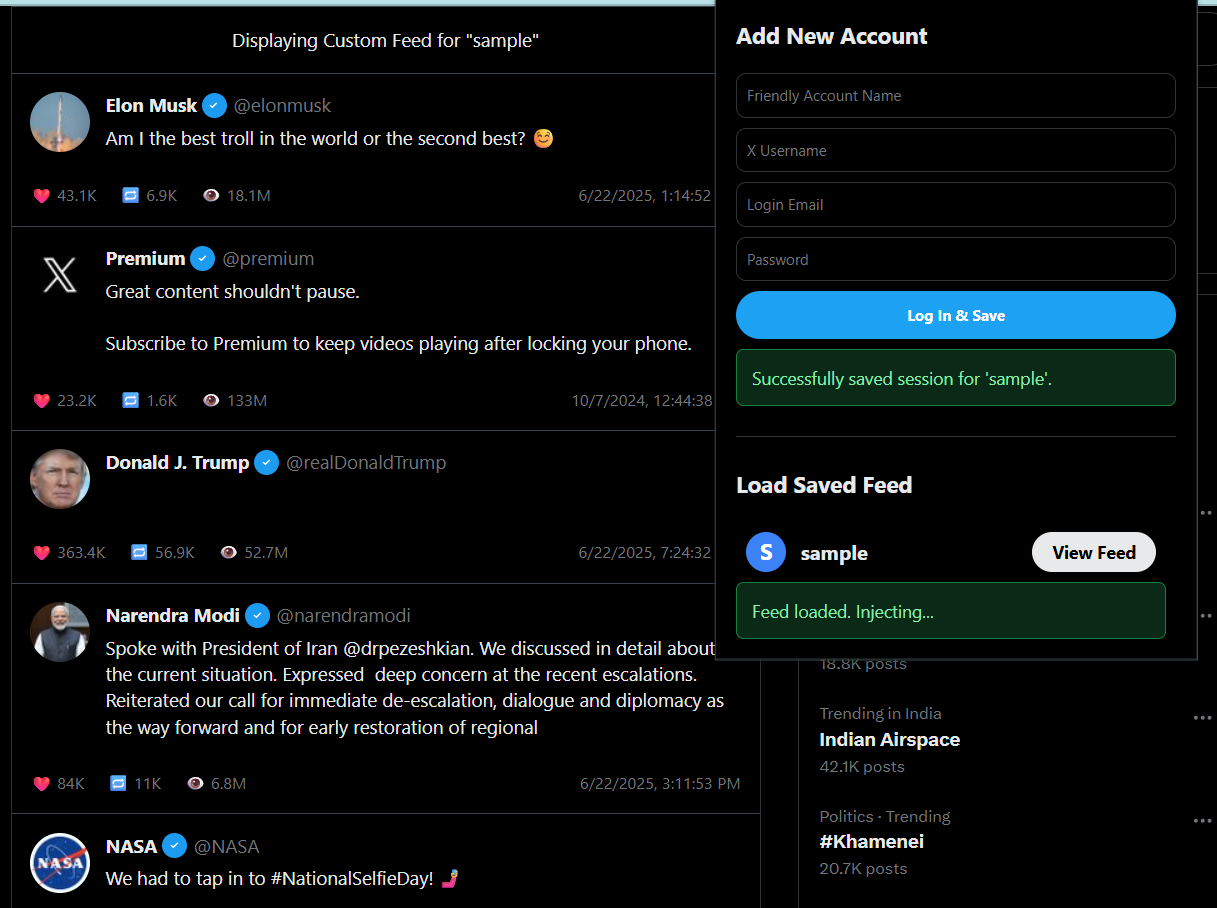 Displaying Custom Feed for "sample"
Elon Musk @elonmusk
Am I the best troll in the world or the second best? 😊
43.1K 6.9K 18.1M 6/22/2025, 1:14:52
Premium @premium
Great content shouldn't pause.
Subscribe to Premium to keep videos playing after locking your phone.
23.2K 1.6K 133M 10/7/2024, 12:44:38
Donald J. Trump @realDonaldTrump
363.4K 56.9K 52.7M 6/22/2025, 7:24:32
Narendra Modi @narendramodi
Spoke with President of Iran @drpezeshkian. We discussed in detail about
the current situation. Expressed  deep concern at the recent escalations.
Reiterated our call for immediate de-escalation, dialogue and diplomacy as
the way forward and for early restoration of regional
84K 11K 6.8M 6/22/2025, 3:11:53 PM
NASA
NASA @NASA
We had to tap in to #NationalSelfieDay! 🤳
Add New Account
Friendly Account Name
X Username
Login Email
Password
Log In & Save
Successfully saved session for 'sample'.
Load Saved Feed
S sample View Feed
Feed loaded. Injecting...
18.8K posts
Trending in India
Indian Airspace
42.1K posts
Politics · Trending
#Khamenei
20.7K posts